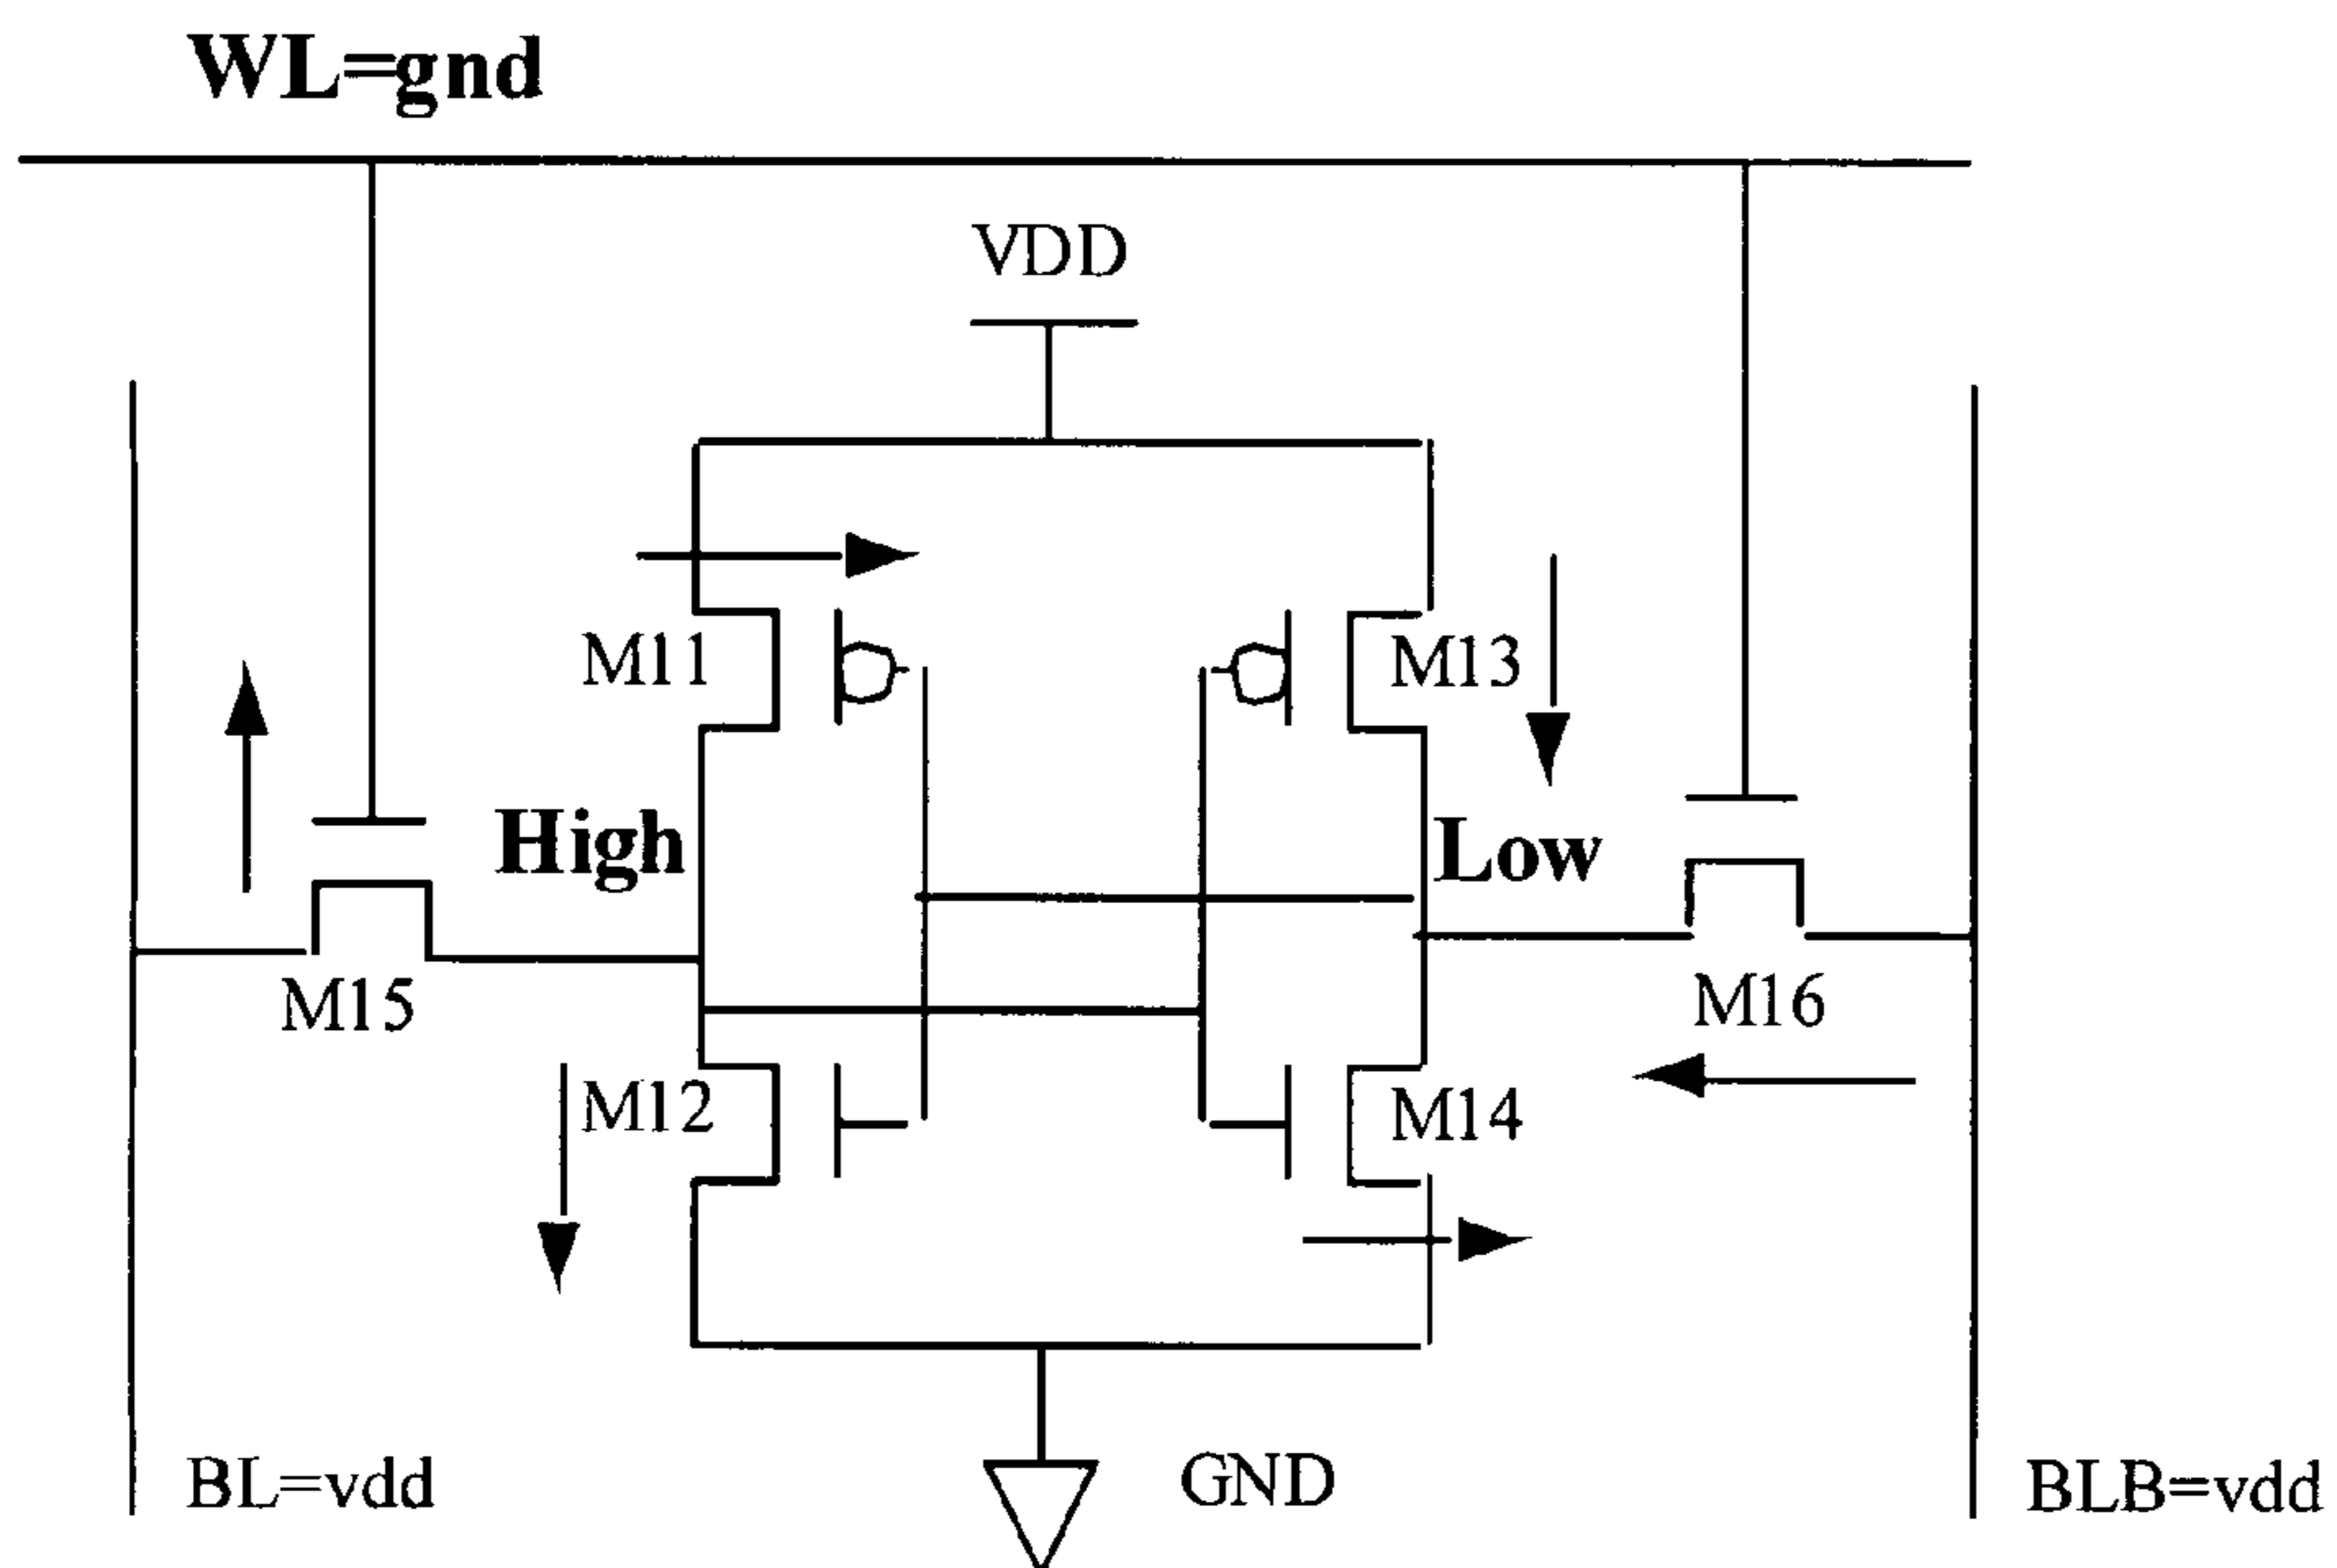 WL=gnd
VDD
M11
M13
High
Low
M15
M16
M12
M14
BL=vdd
GND
BLB=vdd